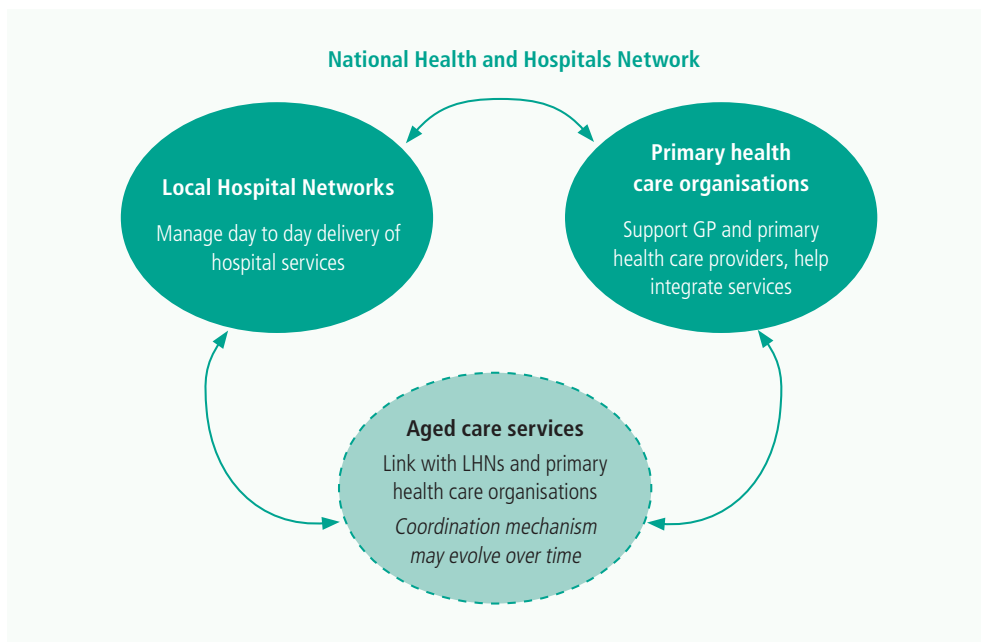 National Health and Hospitals Network
Local Hospital Networks
Manage day to day delivery of
hospital services
Primary health
care organisations
Support GP and primary
health care providers, help
integrate services
Aged care services
Link with LHNs and primary
health care organisations
Coordination mechanism
may evolve over time